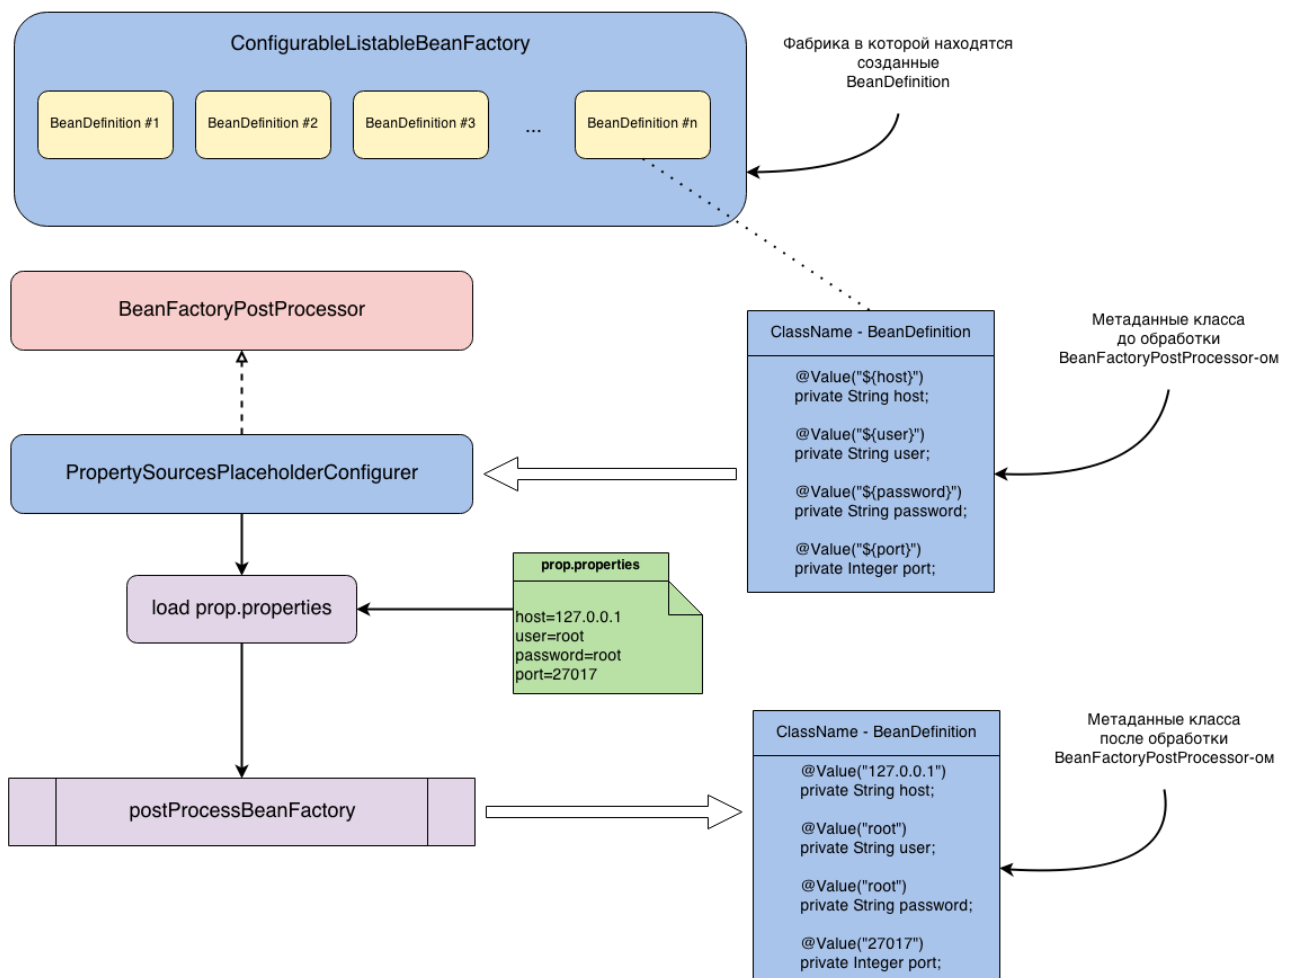 ConfigurableListableBeanFactory
BeanDefinition #1
BeanDefinition #2
BeanDefinition #3
...
BeanDefinition #n
Фабрика в которой находятся
созданные
BeanDefinition
BeanFactoryPostProcessor
PropertySourcesPlaceholderConfigurer
ClassName - BeanDefinition
@Value("${host}")
private String host;
@Value("${user}")
private String user;
@Value("${password}")
private String password;
@Value("${port}")
private Integer port;
Метаданные класса
до обработки
BeanFactoryPostProcessor-ом
load prop.properties
prop.properties
host=127.0.0.1
user=root
password=root
port=27017
postProcessBeanFactory
ClassName - BeanDefinition
@Value("127.0.0.1")
private String host;
@Value("root")
private String user;
@Value("root")
private String password;
@Value("27017")
private Integer port;
Метаданные класса
после обработки
BeanFactoryPostProcessor-ом